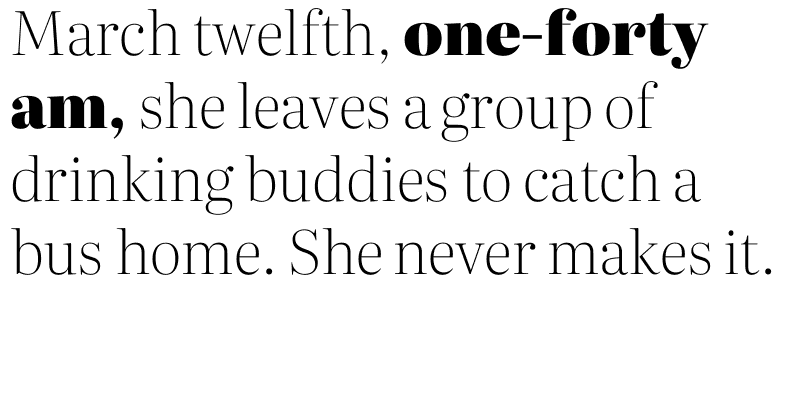 March twelfth, one-forty
am, she leaves a group of
drinking buddies to catch a
bus home. She never makes it.